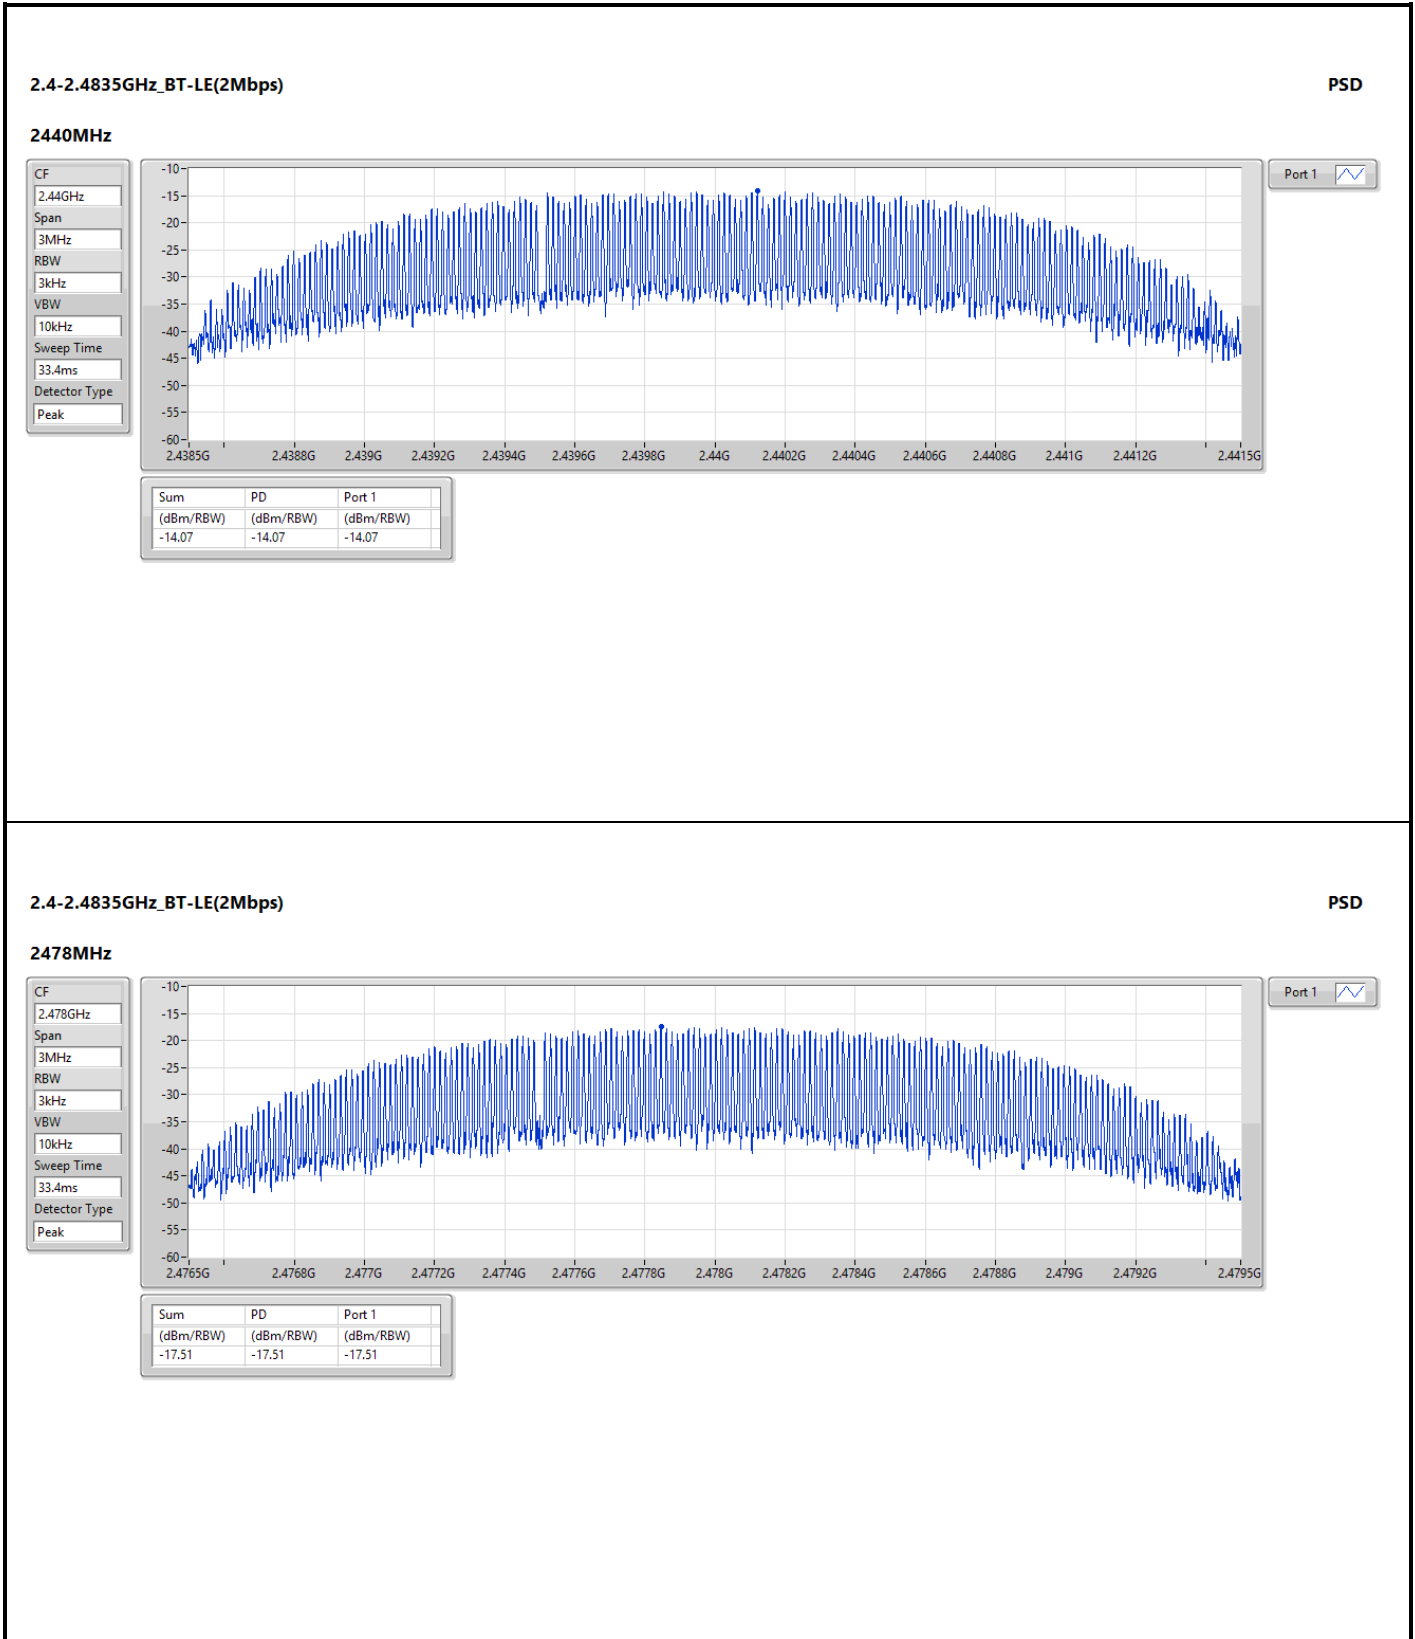 2.4-2.4835GHz_BT-LE(2Mbps) PSD
2440MHz
CF
2.44GHz
Span
3MHz
RBW
3kHz
VBW
10kHz
Sweep Time
33.4ms
Detector Type
Peak
-10
-15
-20
-25
-30
-35
-40
-45
-50
-55
-60
2.4385G 2.4388G 2.439G 2.4392G 2.4394G 2.4396G 2.4398G 2.44G 2.4402G 2.4404G 2.4406G 2.4408G 2.441G 2.4412G 2.4415G
Port 1
Sum PD Port 1
(dBm/RBW) (dBm/RBW) (dBm/RBW)
-14.07 -14.07 -14.07
2.4-2.4835GHz_BT-LE(2Mbps) PSD
2478MHz
CF
2.478GHz
Span
3MHz
RBW
3kHz
VBW
10kHz
Sweep Time
33.4ms
Detector Type
Peak
-10
-15
-20
-25
-30
-35
-40
-45
-50
-55
-60
2.4765G 2.4768G 2.477G 2.4772G 2.4774G 2.4776G 2.4778G 2.478G 2.4782G 2.4784G 2.4786G 2.4788G 2.479G 2.4792G 2.4795G
Port 1
Sum PD Port 1
(dBm/RBW) (dBm/RBW) (dBm/RBW)
-17.51 -17.51 -17.51